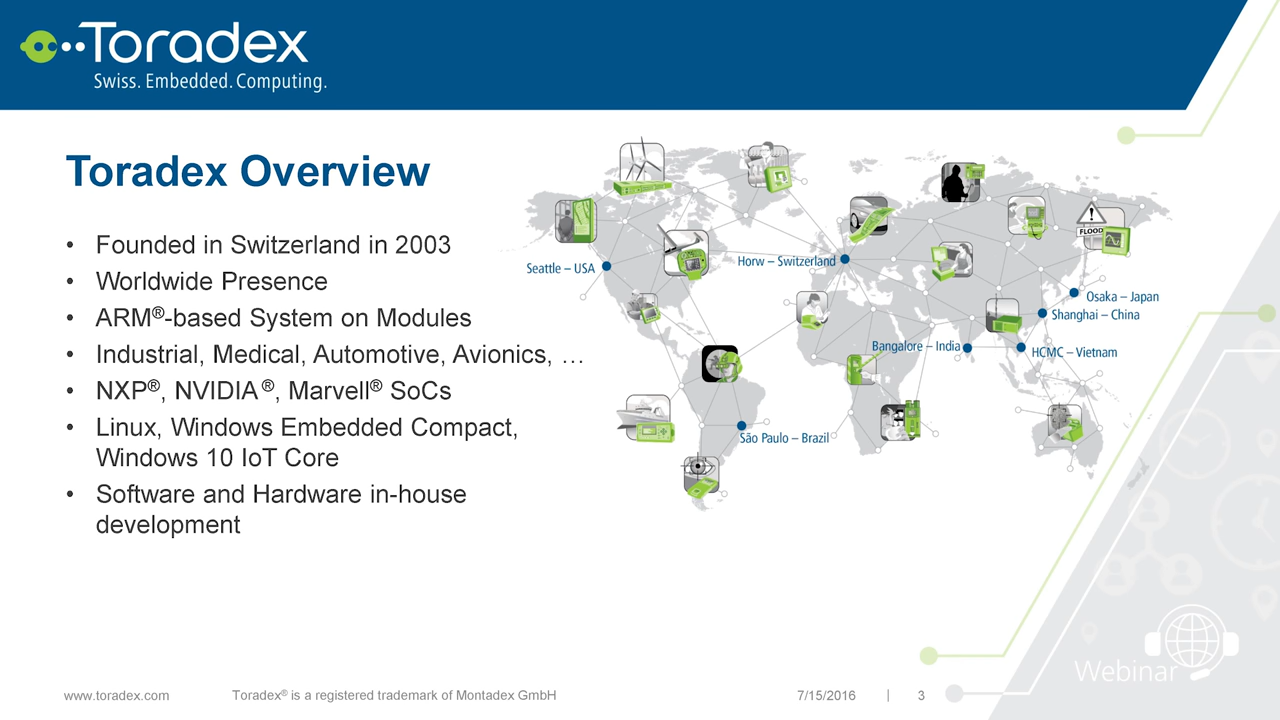 Toradex
Swiss. Embedded. Computing.
Toradex Overview
• Founded in Switzerland in 2003
• Worldwide Presence
• ARM®-based System on Modules
• Industrial, Medical, Automotive, Avionics, …
• NXP®, NVIDIA ®, Marvell® SoCs
• Linux, Windows Embedded Compact,
Windows 10 IoT Core
• Software and Hardware in-house
development
FLOOD
Seattle – USA
Horw – Switzerland
Osaka – Japan
Shanghai – China
Bangalore – India
HCMC – Vietnam
São Paulo – Brazil
Webinar
www.toradex.com
Toradex® is a registered trademark of Montadex GmbH
7/15/2016 | 3